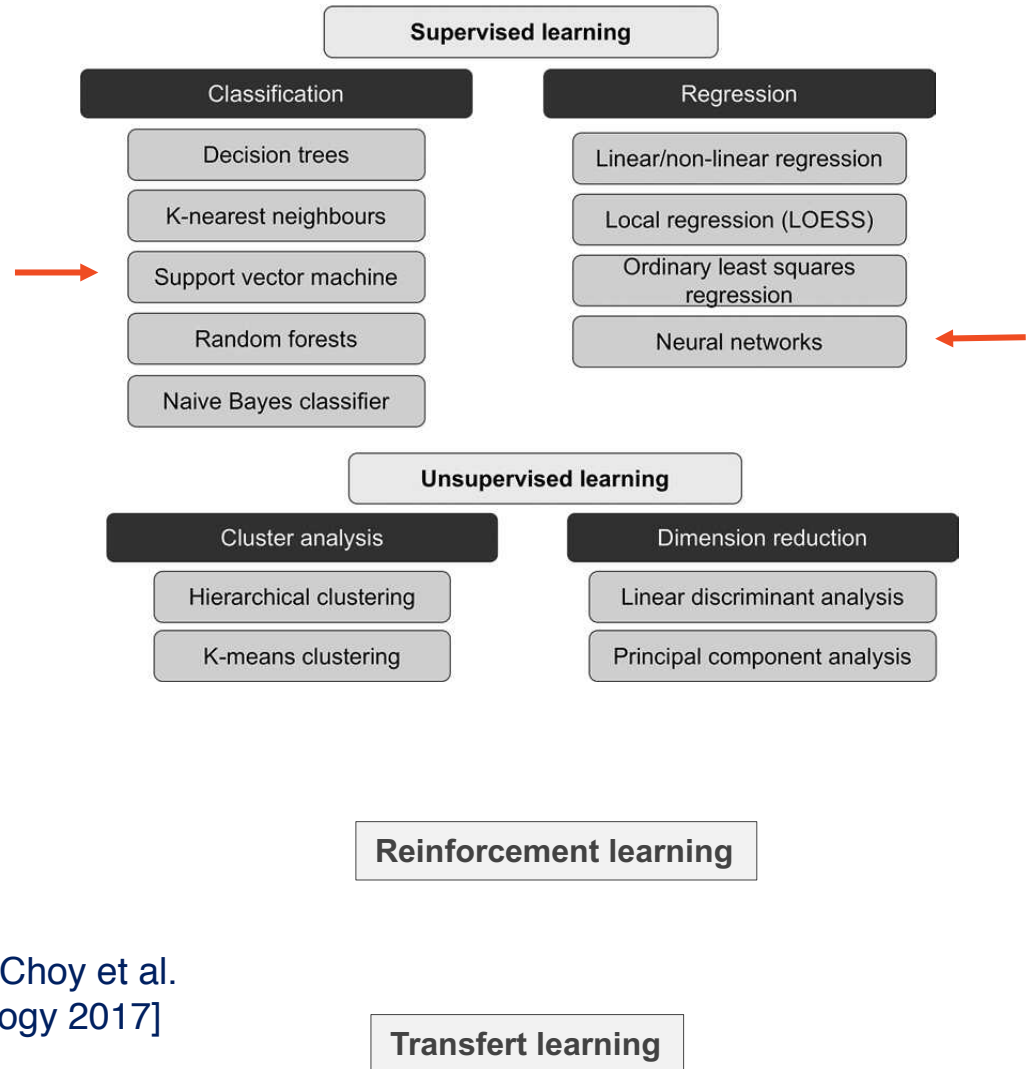 Supervised learning
Classification
Decision trees
K-nearest neighbours
Support vector machine
Random forests
Naive Bayes classifier
Regression
Linear/non-linear regression
Local regression (LOESS)
Ordinary least squares
regression
Neural networks
Unsupervised learning
Cluster analysis
Hierarchical clustering
K-means clustering
Dimension reduction
Linear discriminant analysis
Principal component analysis
Reinforcement learning
Choy et al.
ogy 2017]
Transfert learning